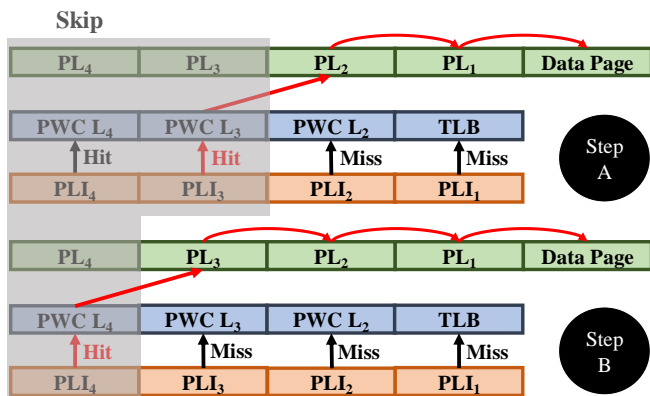 Skip
PL₄ PL₃ PL₂ PL₁ Data Page
PWC L₄ PWC L₃ PWC L₂ TLB
Hit Hit Miss Miss
Step
A
PLI₄ PLI₃ PLI₂ PLI₁
PL₄ PL₃ PL₂ PL₁ Data Page
PWC L₄ PWC L₃ PWC L₂ TLB
Hit Miss Miss Miss
Step
B
PLI₄ PLI₃ PLI₂ PLI₁